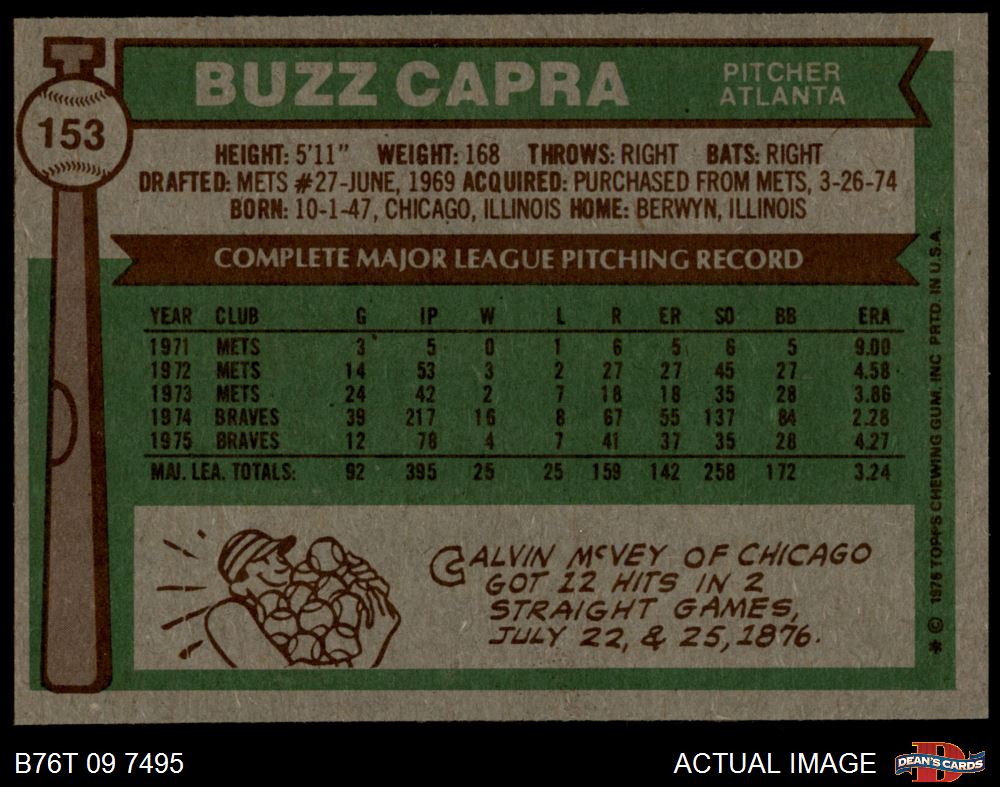 153
BUZZ CAPRA
PITCHER
ATLANTA
HEIGHT: 5'11" WEIGHT: 168 THROWS: RIGHT BATS: RIGHT
DRAFTED: METS #27-JUNE, 1969 ACQUIRED: PURCHASED FROM METS, 3-26-74
BORN: 10-1-47, CHICAGO, ILLINOIS HOME: BERWYN, ILLINOIS
COMPLETE MAJOR LEAGUE PITCHING RECORD
YEAR CLUB G IP W L R ER SO BB ERA
1971 METS 3 5 0 1 6 5 6 5 9.00
1972 METS 14 53 3 2 27 27 45 27 4.58
1973 METS 24 42 2 7 18 18 35 28 3.86
1974 BRAVES 39 217 16 8 67 55 137 84 2.28
1975 BRAVES 12 78 4 7 41 37 35 28 4.27
MAJ. LEA. TOTALS: 92 395 25 25 159 142 258 172 3.24
CALVIN McVEY OF CHICAGO
GOT 12 HITS IN 2
STRAIGHT GAMES,
JULY 22, & 25, 1876.
* © 1976 TOPPS CHEWING GUM, INC PRTD. IN U.S.A.
B76T 09 7495
ACTUAL IMAGE
DEAN'S CARDS